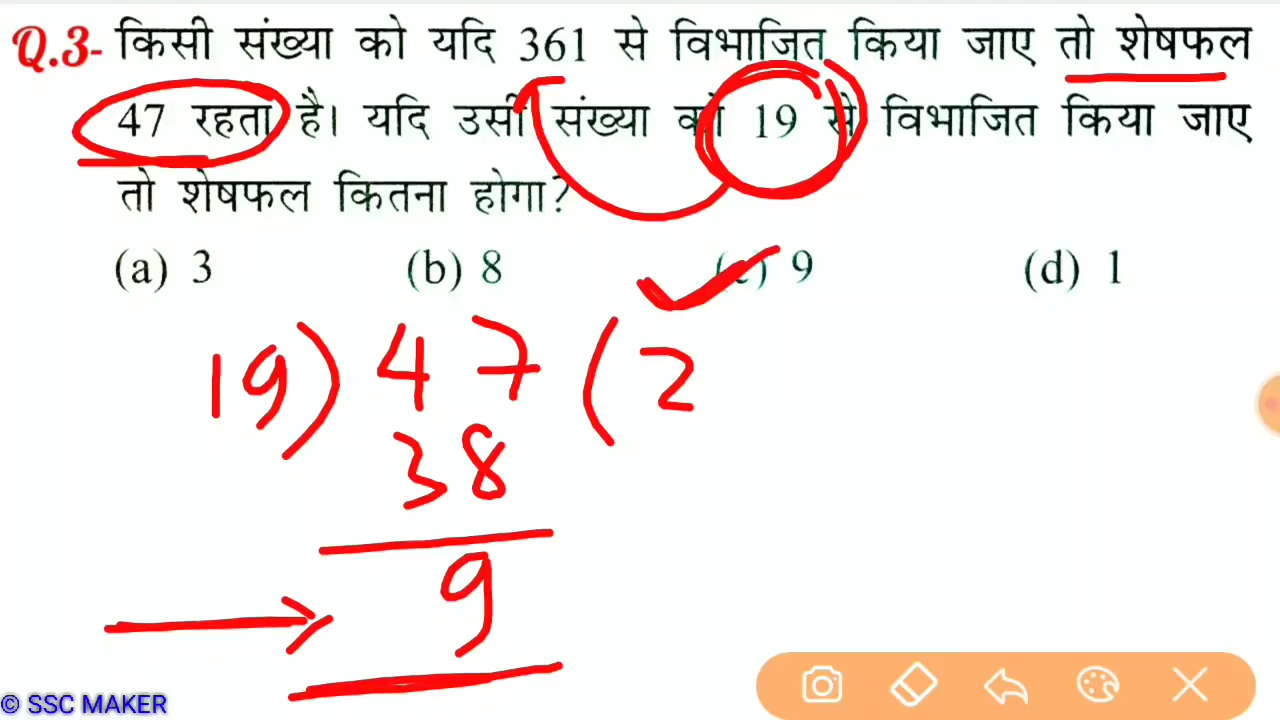 Q.3- किसी संख्या को यदि 361 से विभाजित किया जाए तो शेषफल
47 रहता है। यदि उसी संख्या को 19 से विभाजित किया जाए
तो शेषफल कितना होगा?
(a) 3 (b) 8 (c) 9 (d) 1
19) 47 (2
38
9
© SSC MAKER